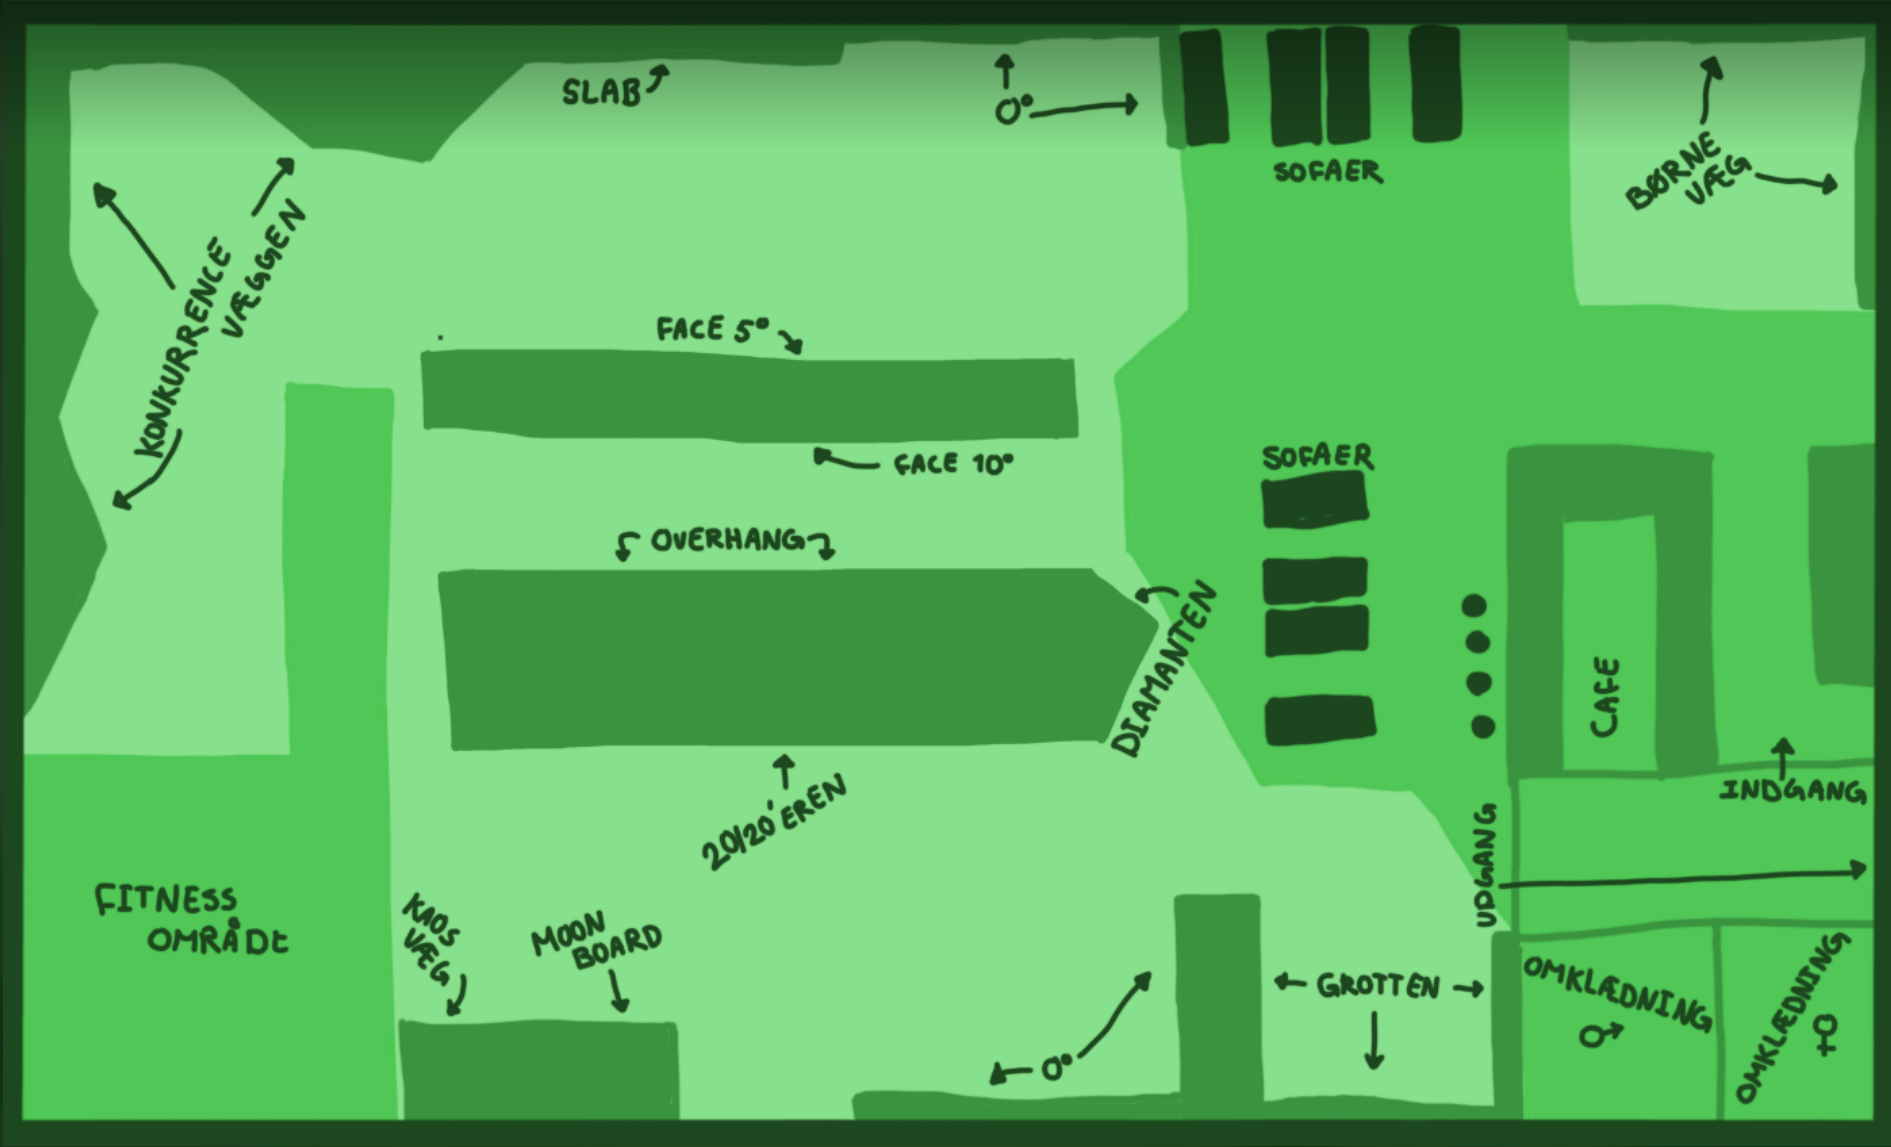 SLAB
0°
SOFAER
BØRNE
VÆG
KONKURRENCE
VÆGGEN
FACE 5°
FACE 10°
OVERHANG
SOFAER
DIAMANTEN
CAFE
INDGANG
20/20'EREN
UDGANG
FITNESS
OMRÅDE
KAOS
VÆG
MOON
BOARD
0°
GROTTEN
OMKLÆDNING
♂
OMKLÆDNING
♀